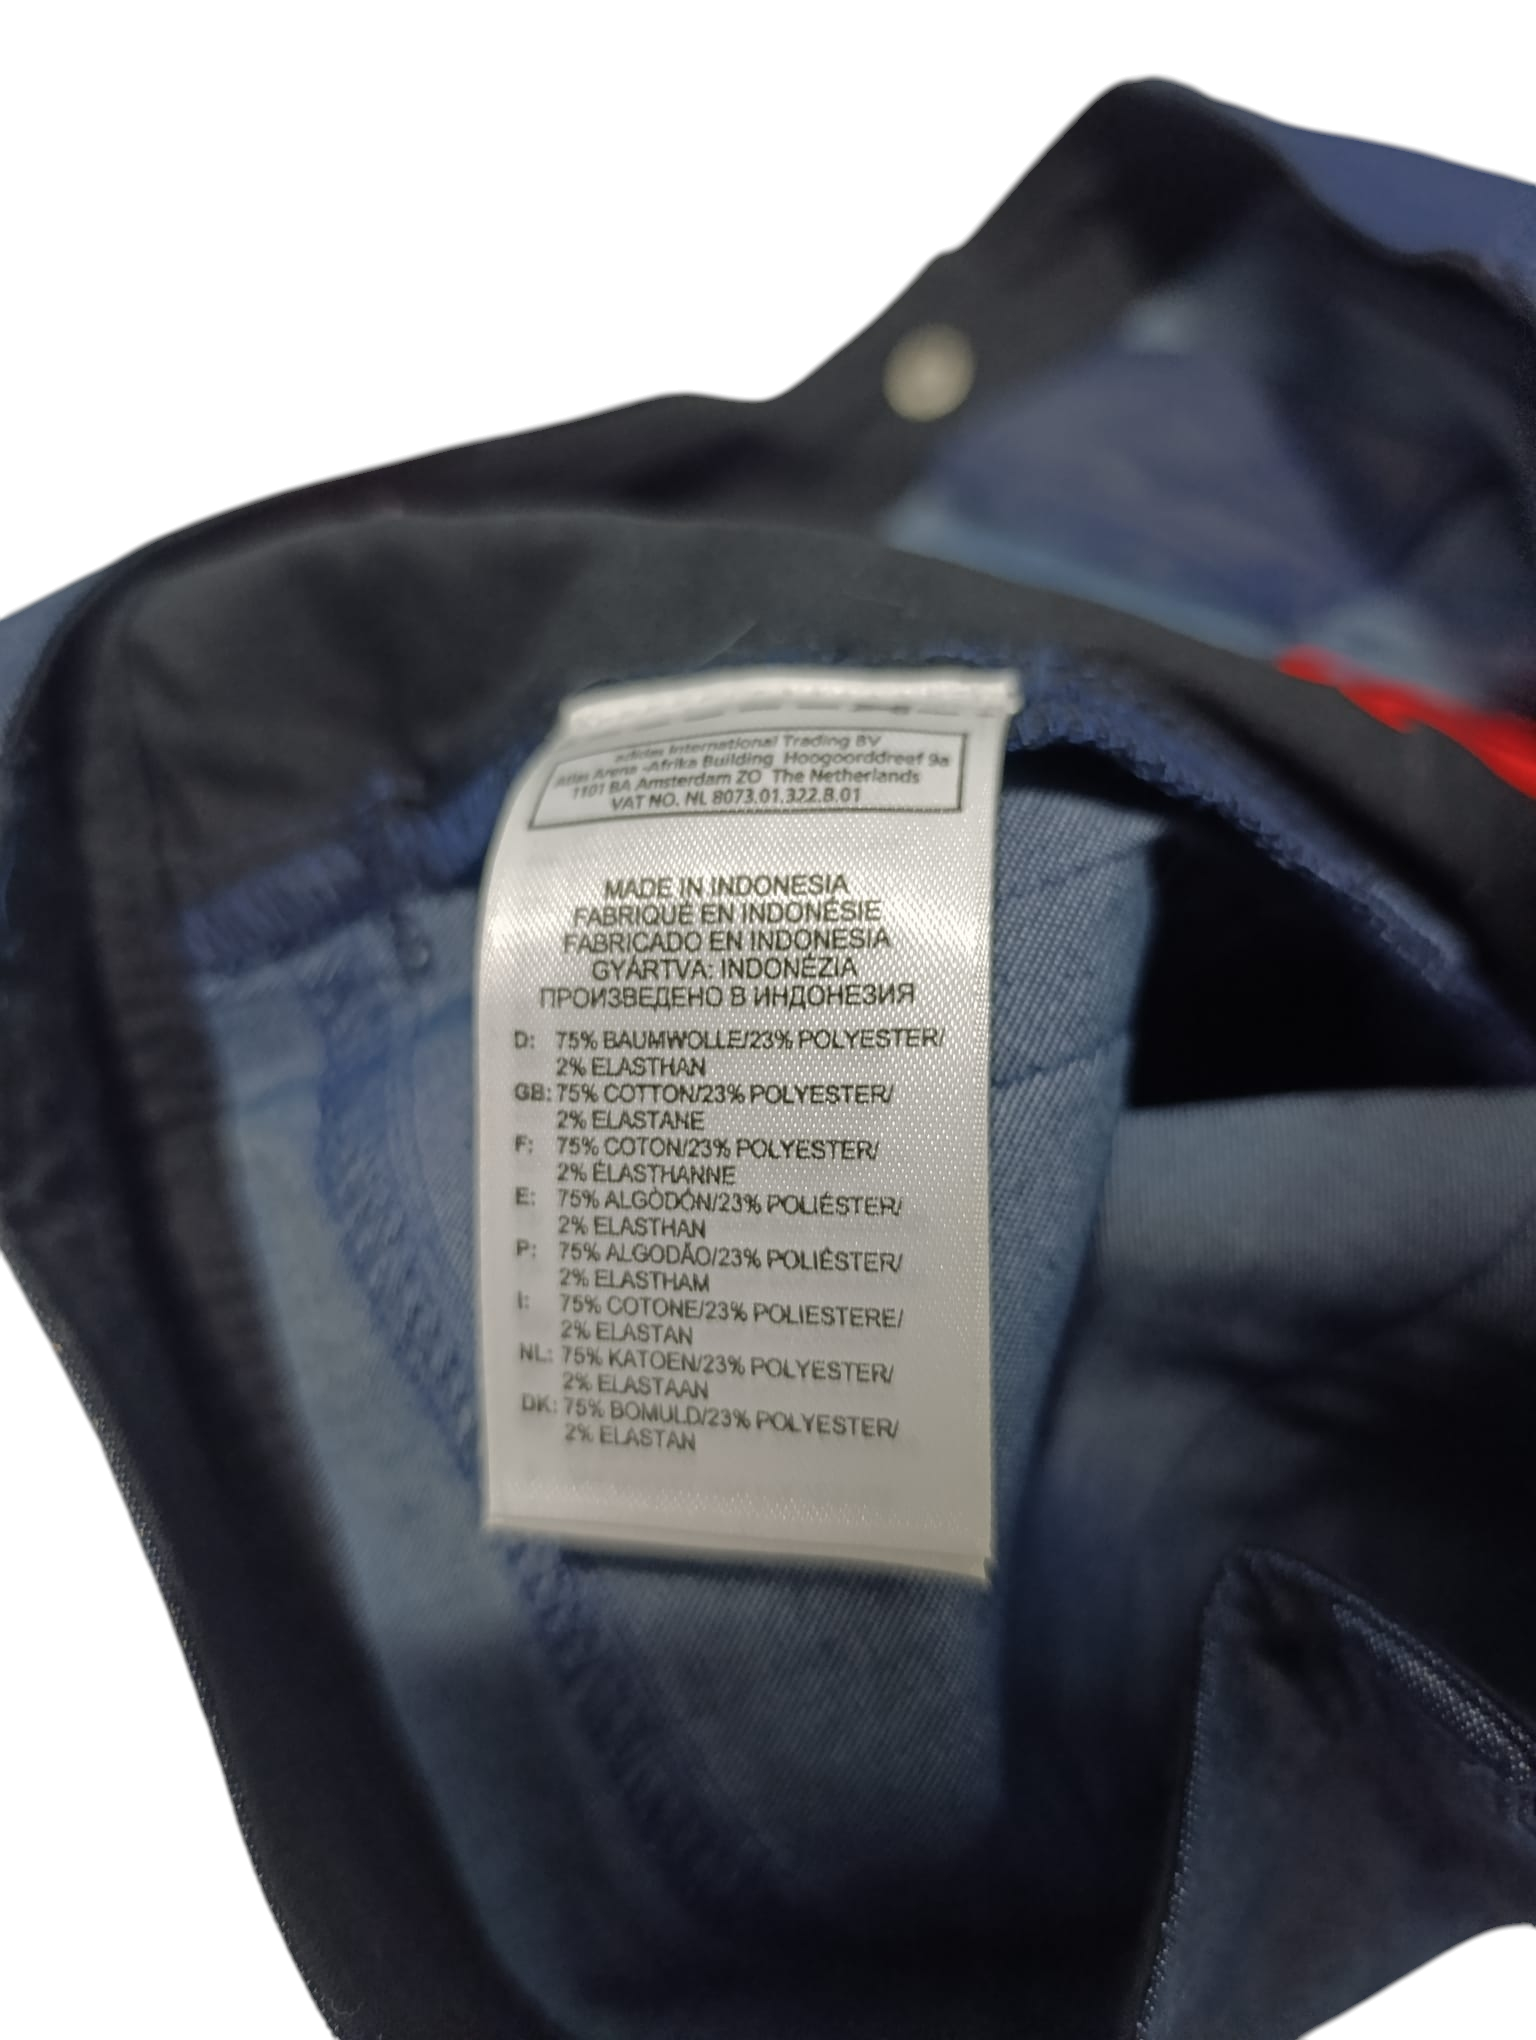 adidas International Trading BV
Atlas Arena -Afrika Building Hoogoorddreef 9a
1101 BA Amsterdam ZO The Netherlands
VAT NO. NL 8073.01.322.B.01
MADE IN INDONESIA
FABRIQUÉ EN INDONÉSIE
FABRICADO EN INDONESIA
GYÁRTVA: INDONÉZIA
ПРОИЗВЕДЕНО В ИНДОНЕЗИЯ
D: 75% BAUMWOLLE/23% POLYESTER/
2% ELASTHAN
GB: 75% COTTON/23% POLYESTER/
2% ELASTANE
F: 75% COTON/23% POLYESTER/
2% ÉLASTHANNE
E: 75% ALGÒDÓN/23% POLIÉSTER/
2% ELASTHAN
P: 75% ALGODÃO/23% POLIÉSTER/
2% ELASTHAM
I: 75% COTONE/23% POLIESTERE/
2% ELASTAN
NL: 75% KATOEN/23% POLYESTER/
2% ELASTAAN
DK: 75% BOMULD/23% POLYESTER/
2% ELASTAN